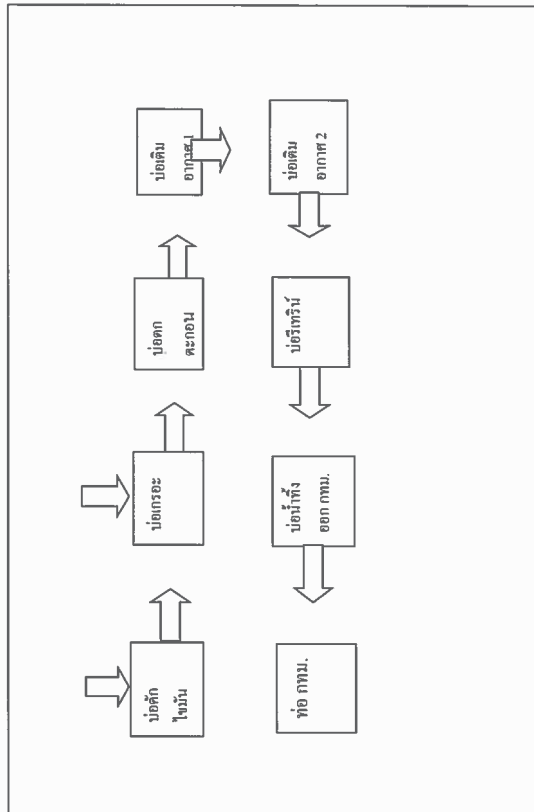 บ่อดัก
ไขมัน
บ่อเกรอะ
บ่อตก
ตะกอน
บ่อเติม
อากาศ 1
บ่อเติม
อากาศ 2
บ่อรีเทิร์น
บ่อน้ำทิ้ง
ออก กทม.
ท่อ กทม.